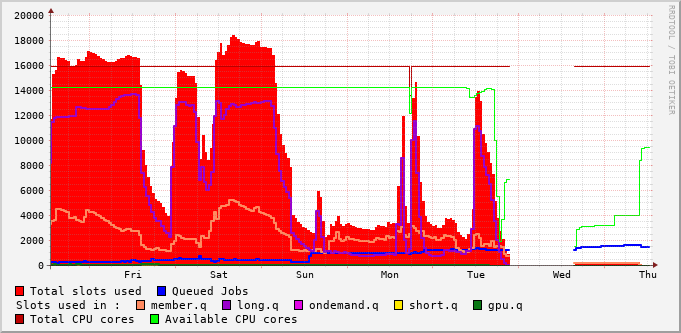 20000
18000
16000
14000
12000
10000
8000
6000
4000
2000
0
Fri Sat Sun Mon Tue Wed Thu
RRDTOOL / TOBI OETIKER
Total slots used Queued Jobs
Slots used in : member.q long.q ondemand.q short.q gpu.q
Total CPU cores Available CPU cores